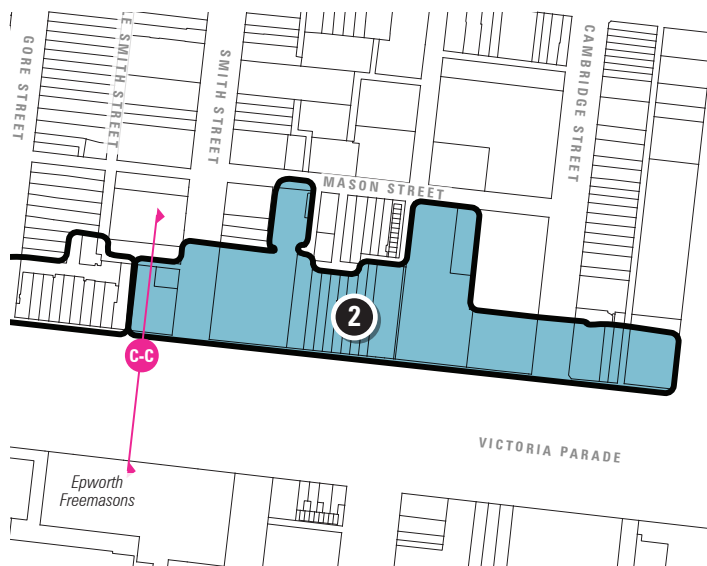 GORE STREET
E SMITH STREET
SMITH STREET
CAMBRIDGE STREET
MASON STREET
2
C-C
VICTORIA PARADE
Epworth
Freemasons